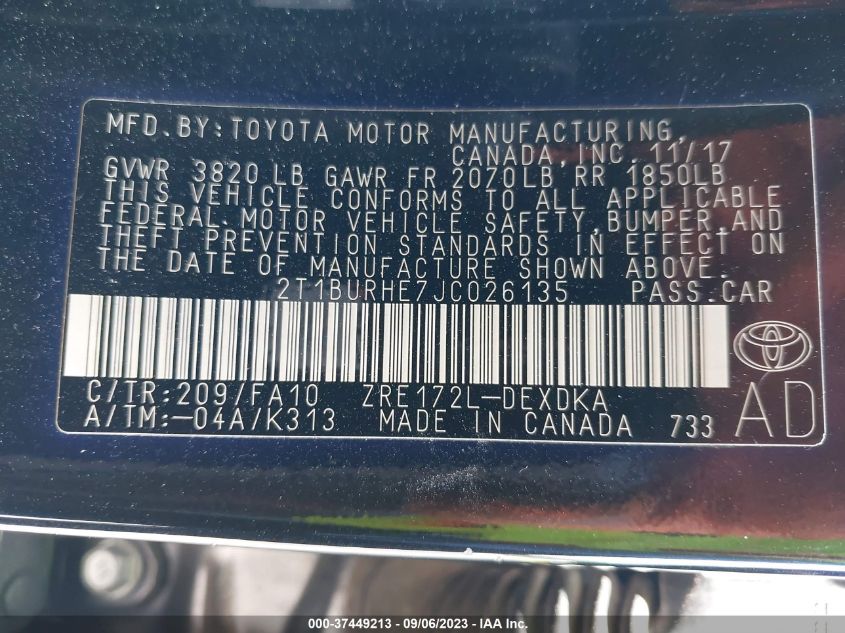 MFD.BY:TOYOTA MOTOR MANUFACTURING,
CANADA,INC. 11/17
GVWR 3820 LB GAWR FR 2070LB RR 1850LB
THIS VEHICLE CONFORMS TO ALL APPLICABLE
FEDERAL MOTOR VEHICLE SAFETY,BUMPER,AND
THEFT PREVENTION STANDARDS IN EFFECT ON
THE DATE OF MANUFACTURE SHOWN ABOVE.
2T1BURHE7JC026135 PASS.CAR
C/TR:209/FA10 ZRE172L-DEXDKA
A/TM:-04A/K313 MADE IN CANADA 733 AD
000-37449213 - 09/06/2023 - IAA Inc.